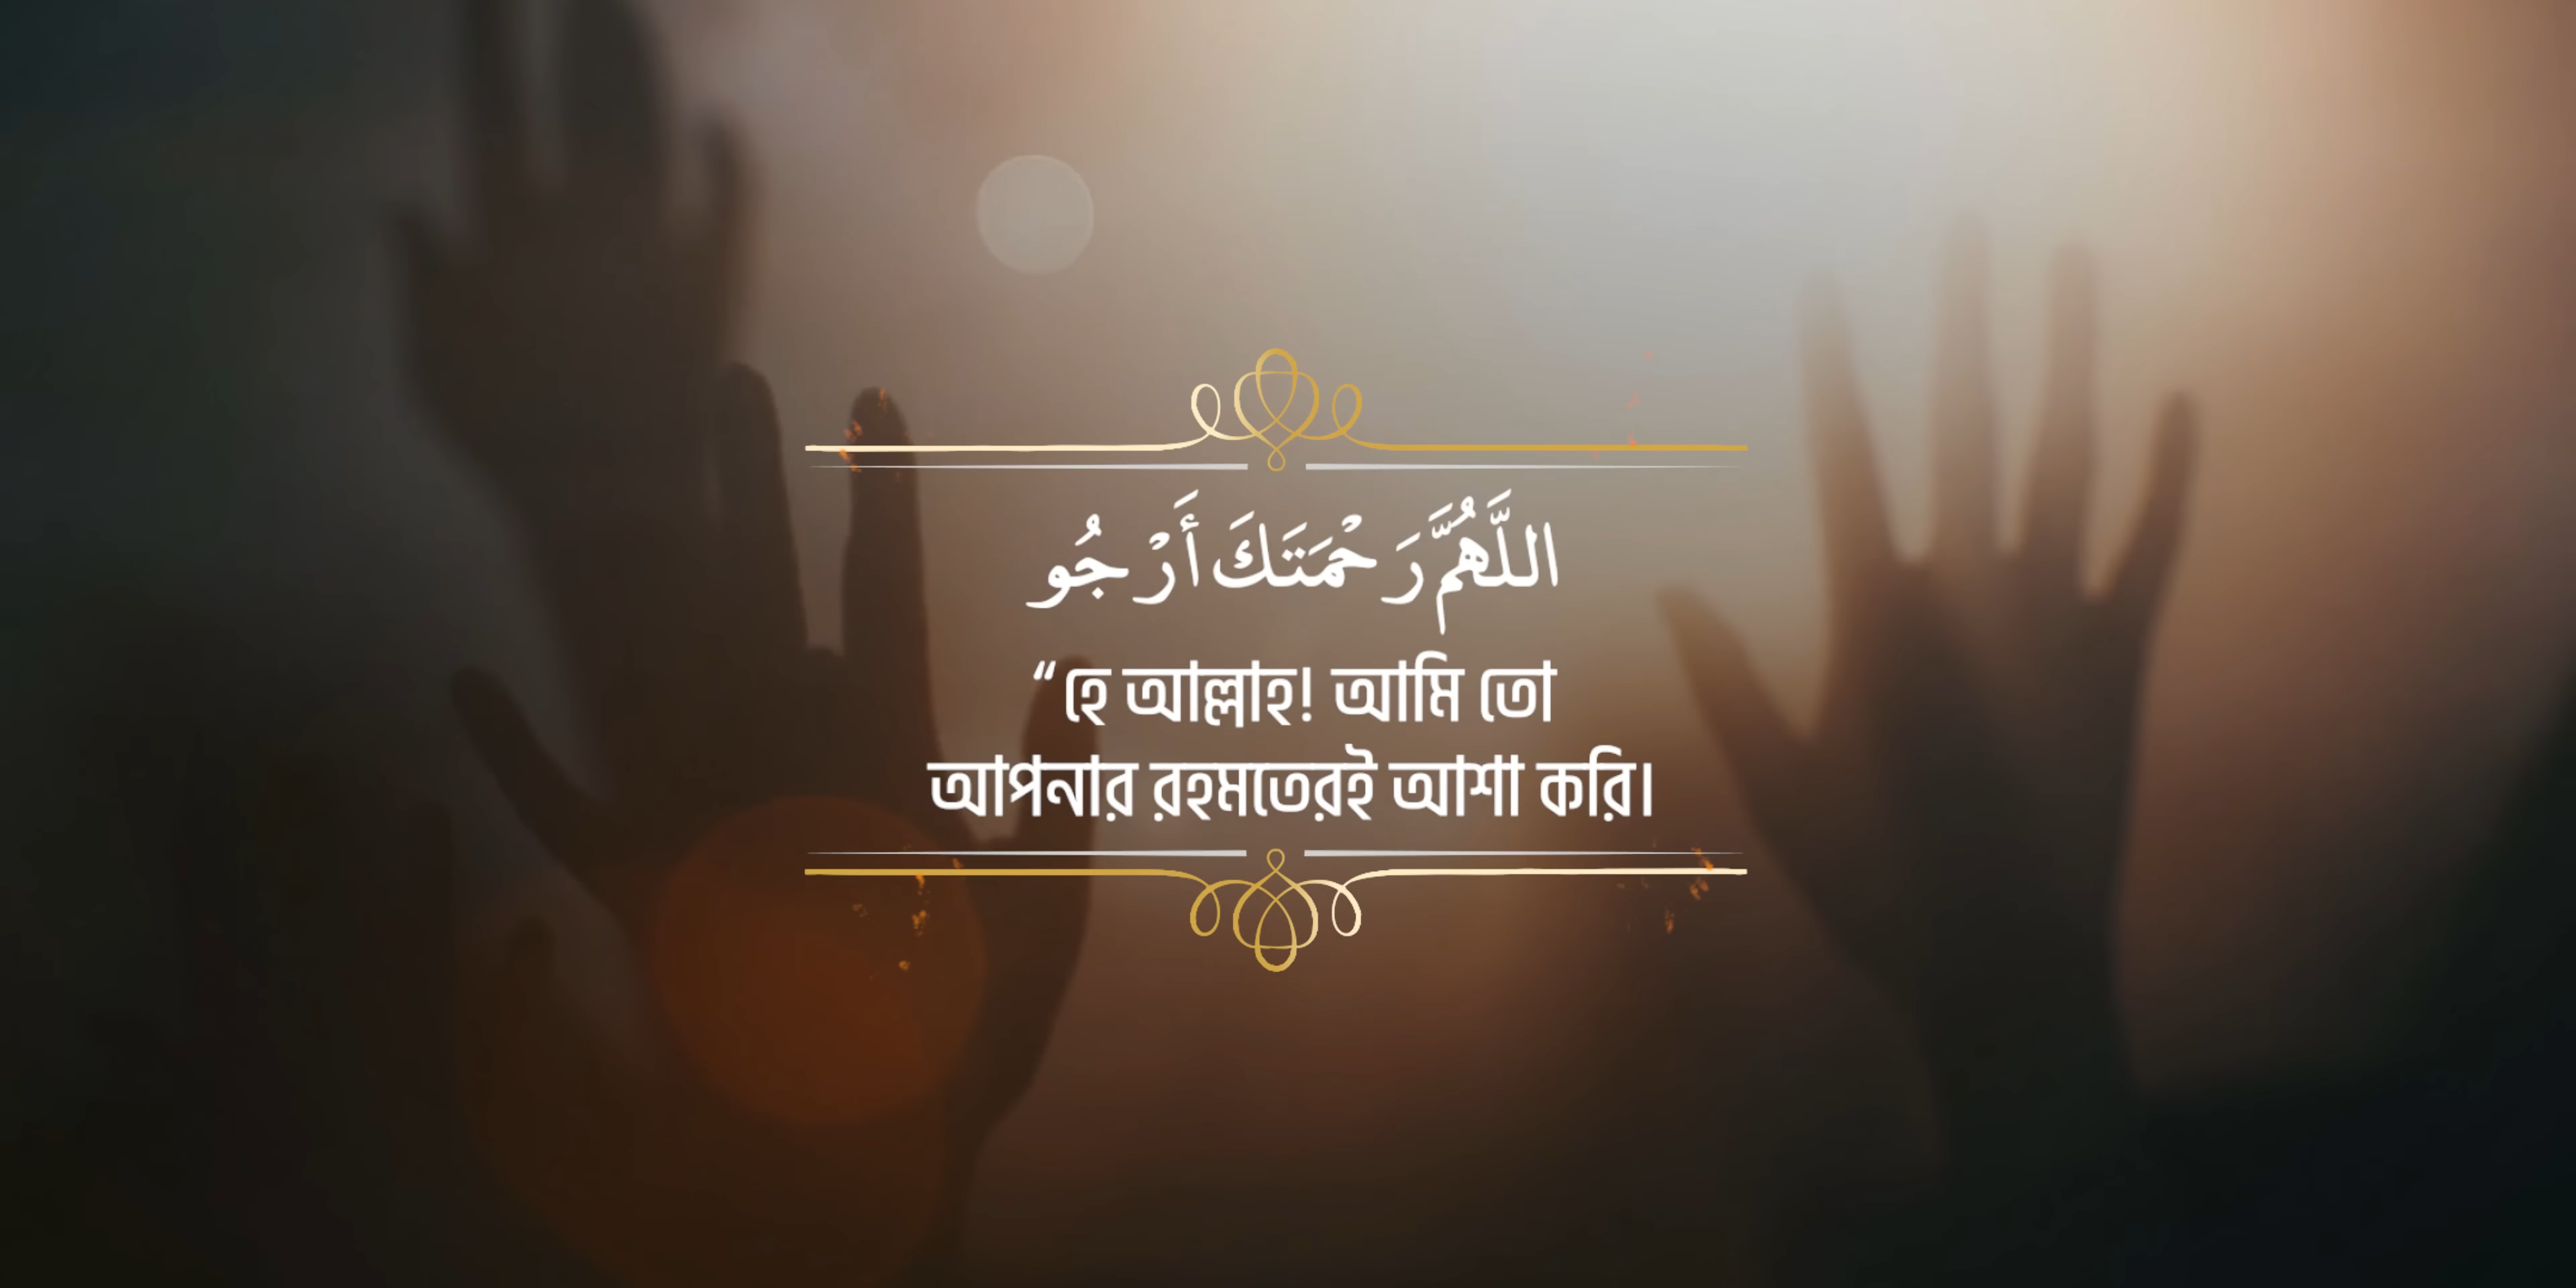 اللَّهُمَّ رَحْمَتَكَ أَرْجُو
“হে আল্লাহ! আমি তো
আপনার রহমতেরই আশা করি।